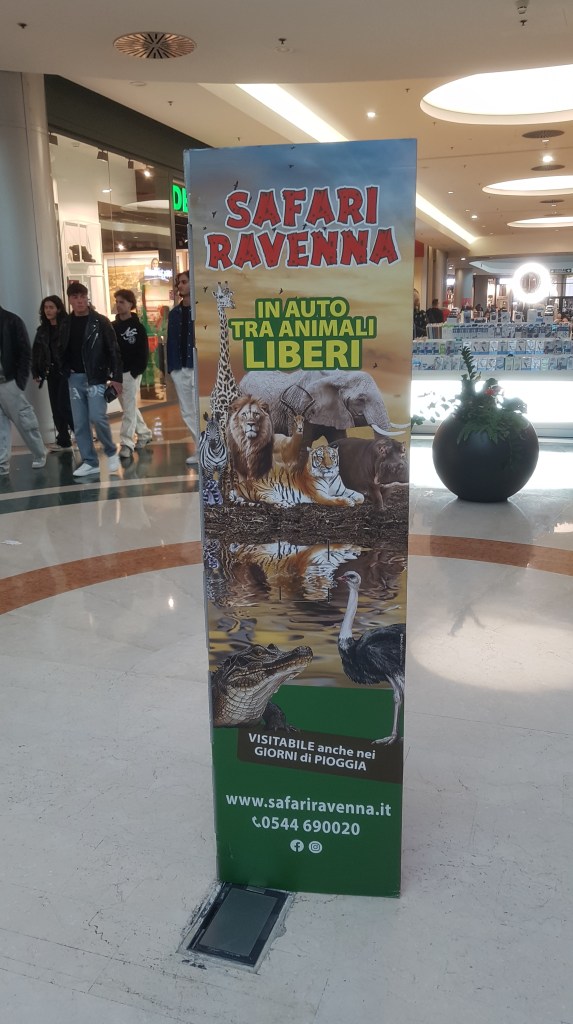 SAFARI
RAVENNA
IN AUTO
TRA ANIMALI
LIBERI
VISITABILE anche nei
GIORNI di PIOGGIA
www.safariravenna.it
0544 690020